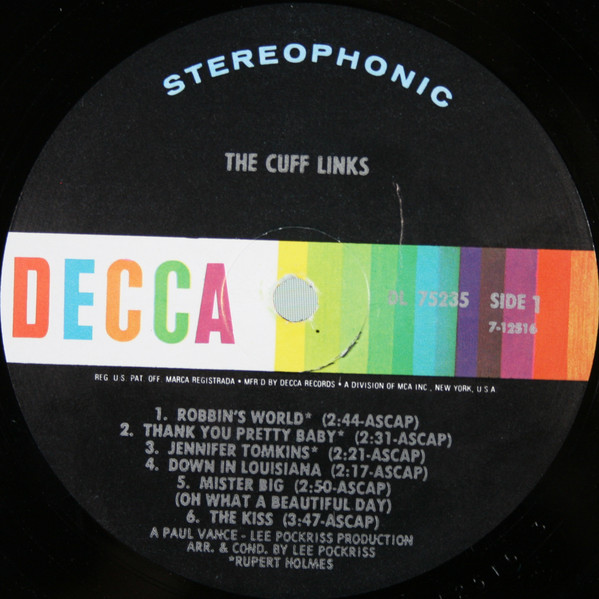 STEREOPHONIC
THE CUFF LINKS
DECCA
DL 75235 SIDE 1
7-12516
REG. U.S. PAT. OFF. MARCA REGISTRADA • MFR'D BY DECCA RECORDS • A DIVISION OF MCA INC., NEW YORK, U.S.A
1. ROBBIN'S WORLD* (2:44-ASCAP)
2. THANK YOU PRETTY BABY* (2:31-ASCAP)
3. JENNIFER TOMKINS* (2:21-ASCAP)
4. DOWN IN LOUISIANA (2:17-ASCAP)
5. MISTER BIG (2:50-ASCAP)
(OH WHAT A BEAUTIFUL DAY)
6. THE KISS (3:47-ASCAP)
A PAUL VANCE - LEE POCKRISS PRODUCTION
ARR. & COND. BY LEE POCKRISS
*RUPERT HOLMES